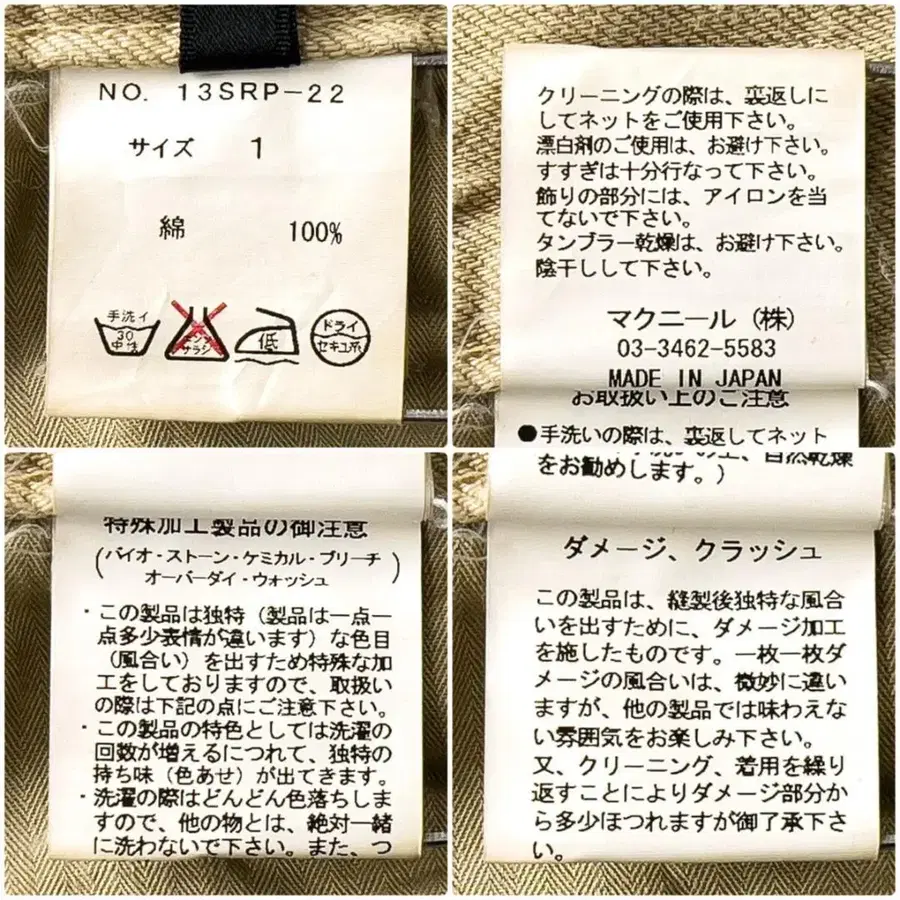 NO. 13SRP-22
サイズ 1
綿 100%
手洗イ
30
中性
エンソ
サラシ
低
ドライ
セキユ系
クリーニングの際は、裏返しに
してネットをご使用下さい。
漂白剤のご使用は、お避け下さい。
すすぎは十分行なって下さい。
飾りの部分には、アイロンを当
てないで下さい。
タンブラー乾燥は、お避け下さい。
陰干しして下さい。
マクニール（株）
03-3462-5583
MADE IN JAPAN
お取扱い上のご注意
●手洗いの際は、裏返してネット
特殊加工製品の御注意
（バイオ・ストーン・ケミカル・ブリーチ
オーバーダイ・ウォッシュ）
・この製品は独特（製品は一点一
点多少表情が違います）な色目
（風合い）を出すため特殊な加
工をしておりますので、取扱い
の際は下記の点にご注意下さい。
・この製品の特色としては洗濯の
回数が増えるにつれて、独特の
持ち味（色あせ）が出てきます。
・洗濯の際はどんどん色落ちしま
すので、他の物とは、絶対一緒
に洗わないで下さい。また、つ
自然乾燥
をお勧めします。）
ダメージ、クラッシュ
この製品は、縫製後独特な風合
いを出すために、ダメージ加工
を施したものです。一枚一枚ダ
メージの風合いは、微妙に違い
ますが、他の製品では味わえな
い雰囲気をお楽しみ下さい。
又、クリーニング、着用を繰り
返すことによりダメージ部分か
ら多少ほつれますが御了承下さ
い。